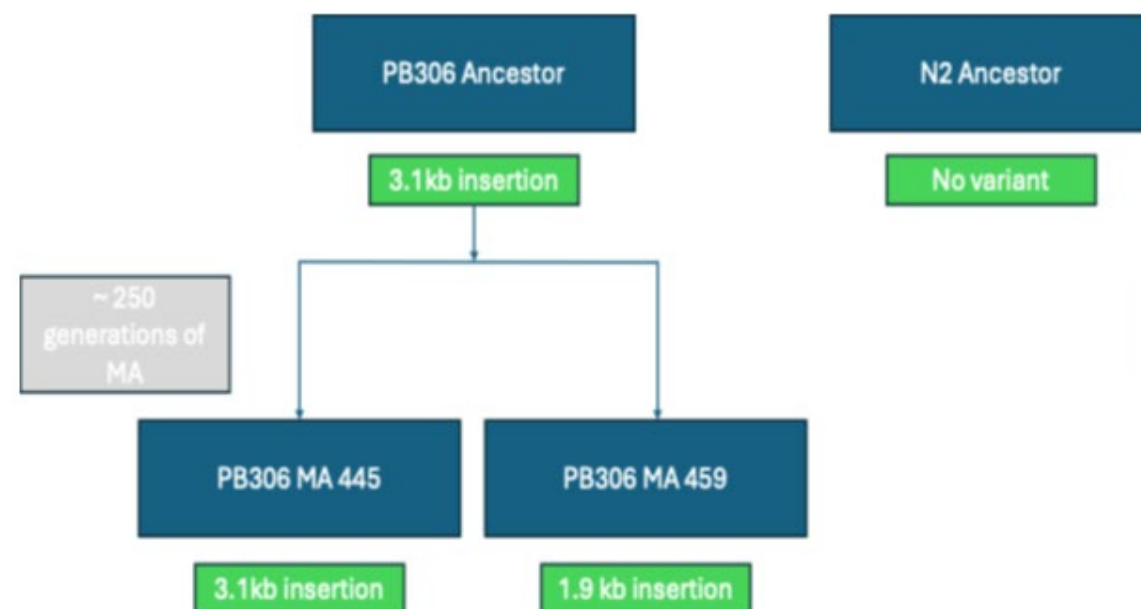 PB306 Ancestor
N2 Ancestor
3.1kb insertion
No variant
~ 250
generations of
MA
PB306 MA 445
PB306 MA 459
3.1kb insertion
1.9 kb insertion